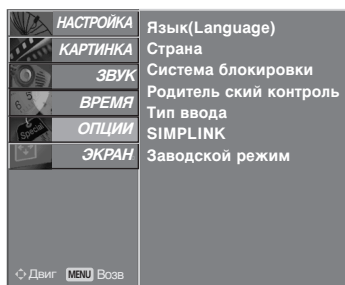 НАСТРОЙКА
КАРТИНКА
ЗВУК
ВРЕМЯ
Special
ОПЦИИ
ЭКРАН
Язык(Language)
Страна
Система блокировки
Родитель ский контроль
Тип ввода
SIMPLINK
Заводской режим
Двиг MENU Возв